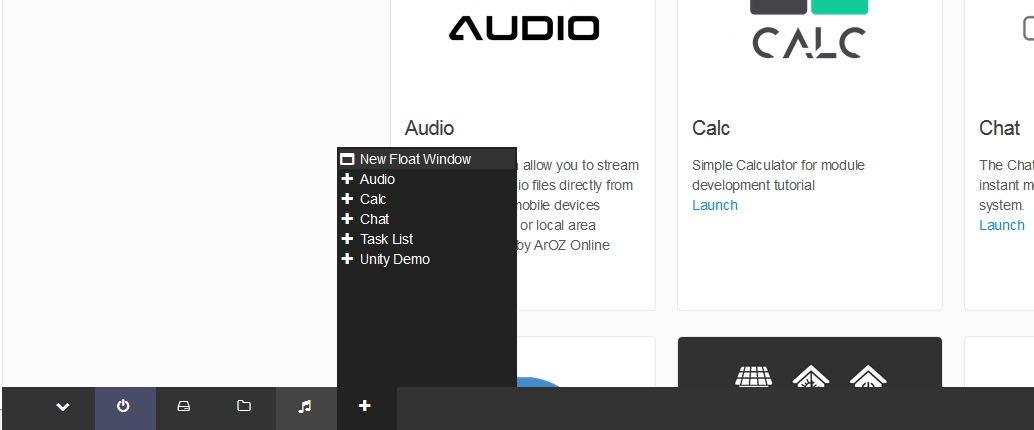 AUDIO
CALC
Audio
Calc
Chat
allow you to stream
io files directly from
mobile devices
or local area
by ArOZ Online
Simple Calculator for module
development tutorial
Launch
The Chat
instant m
system.
Launch
New Float Window
Audio
Calc
Chat
Task List
Unity Demo